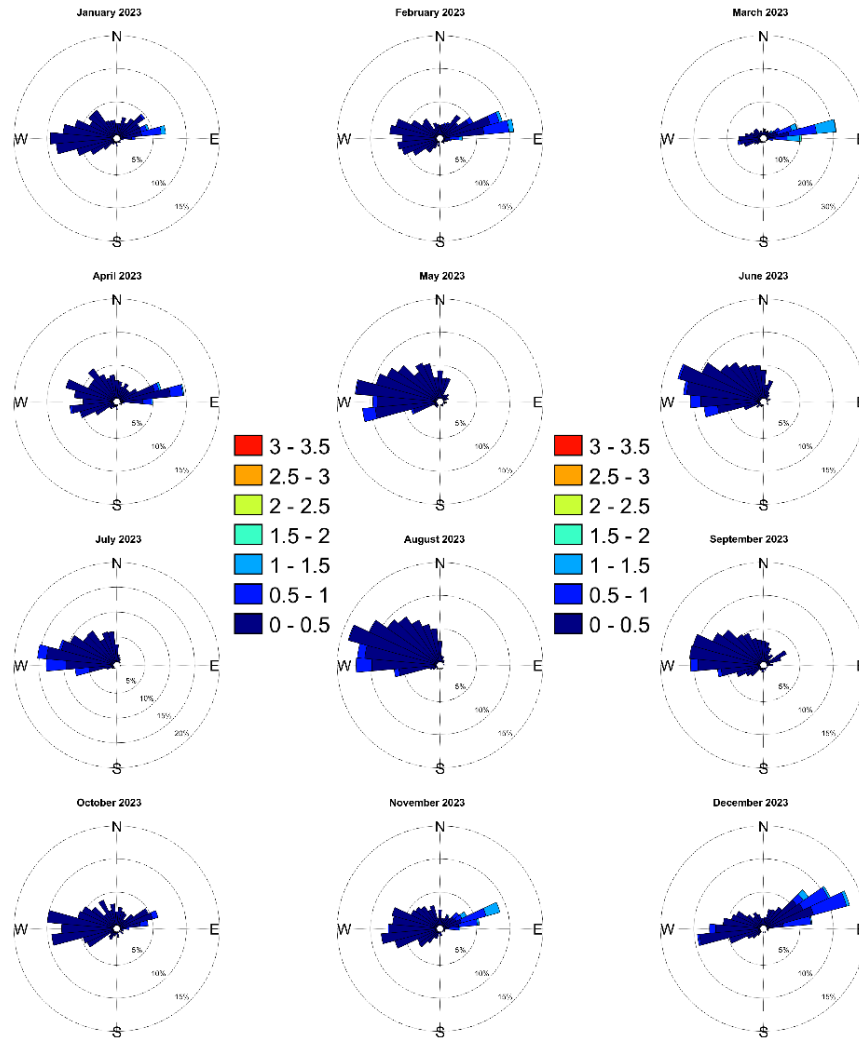 January 2023
February 2023
March 2023
N
N
N
W
E
W
E
W
E
5%
5%
10%
10%
10%
20%
15%
15%
30%
S
S
S
April 2023
May 2023
June 2023
N
N
N
W
E
W
E
W
E
5%
5%
5%
10%
10%
10%
15%
15%
15%
S
S
S
3 - 3.5
2.5 - 3
2 - 2.5
1.5 - 2
1 - 1.5
0.5 - 1
0 - 0.5
3 - 3.5
2.5 - 3
2 - 2.5
1.5 - 2
1 - 1.5
0.5 - 1
0 - 0.5
July 2023
August 2023
September 2023
N
N
N
W
E
W
E
W
E
5%
5%
5%
10%
10%
10%
15%
15%
15%
20%
S
S
S
October 2023
November 2023
December 2023
N
N
N
W
E
W
E
W
E
5%
5%
5%
10%
10%
10%
15%
15%
15%
S
S
S